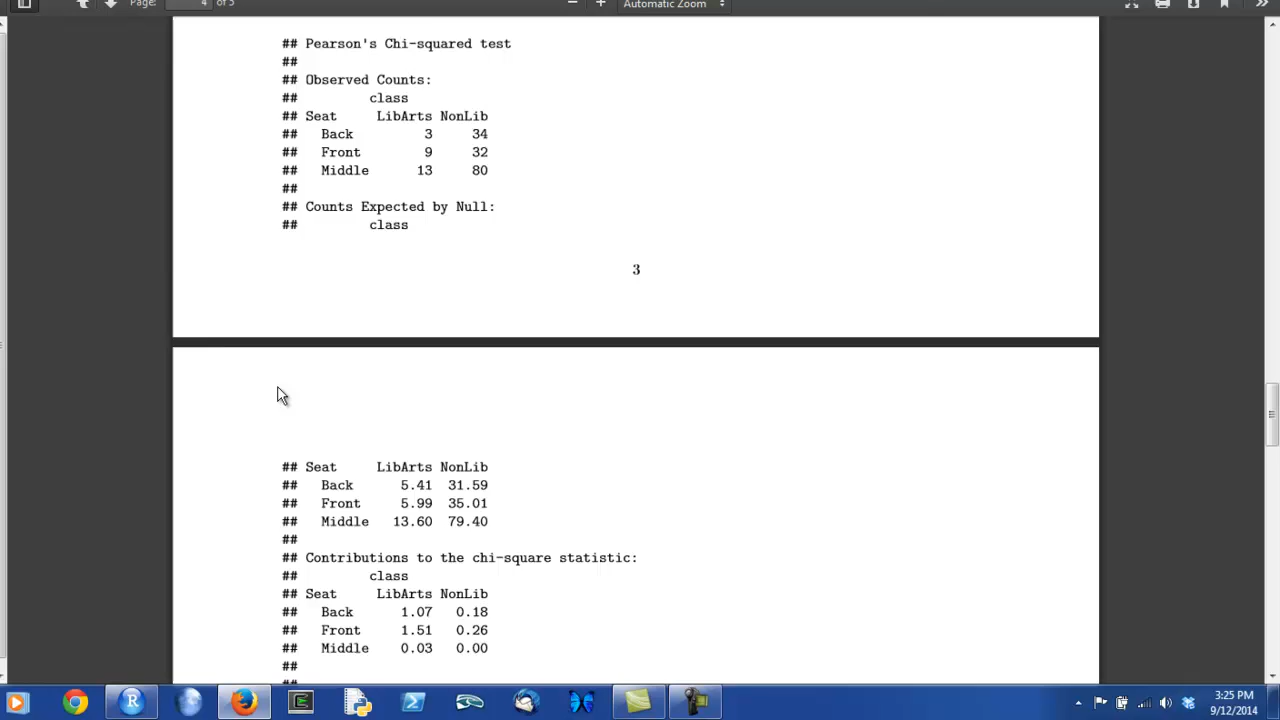 Page: 4 of 5
Automatic Zoom
## Pearson's Chi-squared test
##
## Observed Counts:
## class
## Seat LibArts NonLib
## Back 3 34
## Front 9 32
## Middle 13 80
##
## Counts Expected by Null:
## class
3
## Seat LibArts NonLib
## Back 5.41 31.59
## Front 5.99 35.01
## Middle 13.60 79.40
##
## Contributions to the chi-square statistic:
## class
## Seat LibArts NonLib
## Back 1.07 0.18
## Front 1.51 0.26
## Middle 0.03 0.00
##
3:25 PM
9/12/2014